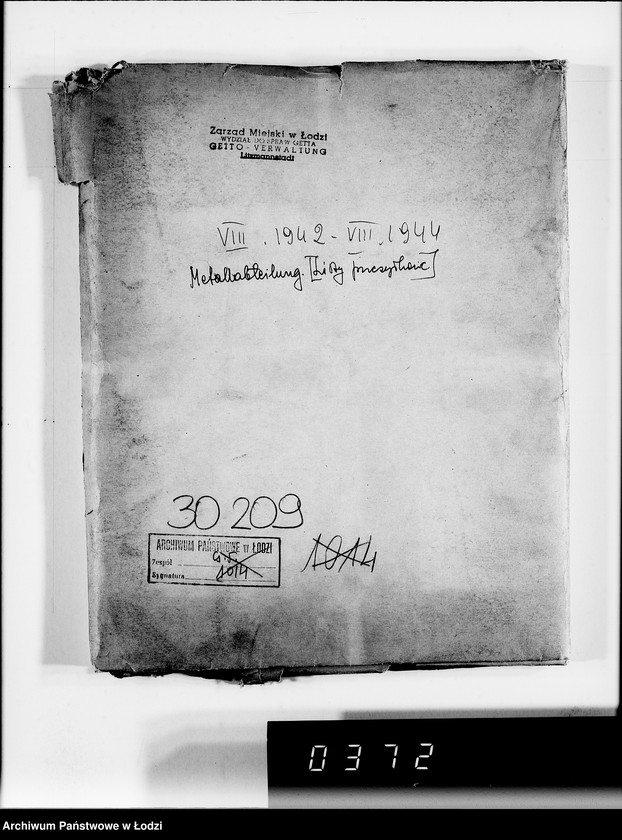 Zarząd Miejski w Łodzi
WYDZIAŁ DO SPRAW GETTA
GETTO-VERWALTUNG
Litzmannstadt
VIII. 1942 - VIII. 1944
Metallabteilung. [Listy przesyłkowe]
30 209
ARCHIWUM PAŃSTWOWE w ŁODZI
Zespół
Sygnatura 1014
1014
0372
Archiwum Państwowe w Łodzi